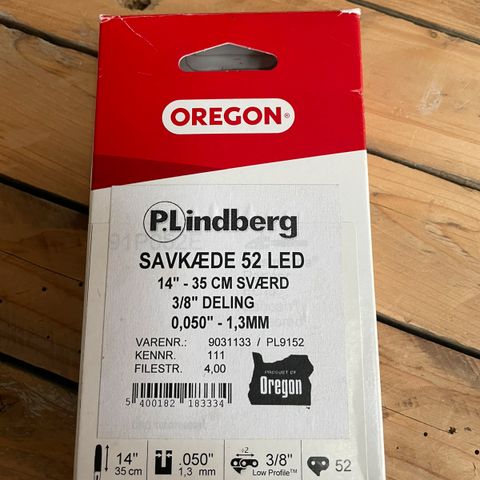 OREGON®
P.Lindberg
SAVKÆDE 52 LED
14" - 35 CM SVÆRD
3/8" DELING
0,050" - 1,3MM
VARENR.: 9031133 / PL9152
KENNR. 111
FILESTR. 4,00
PRODUCT OF
Oregon
5 400182 183334
14" .050" ÷2 3/8" 52
35 cm 1,3 mm Low Profile™